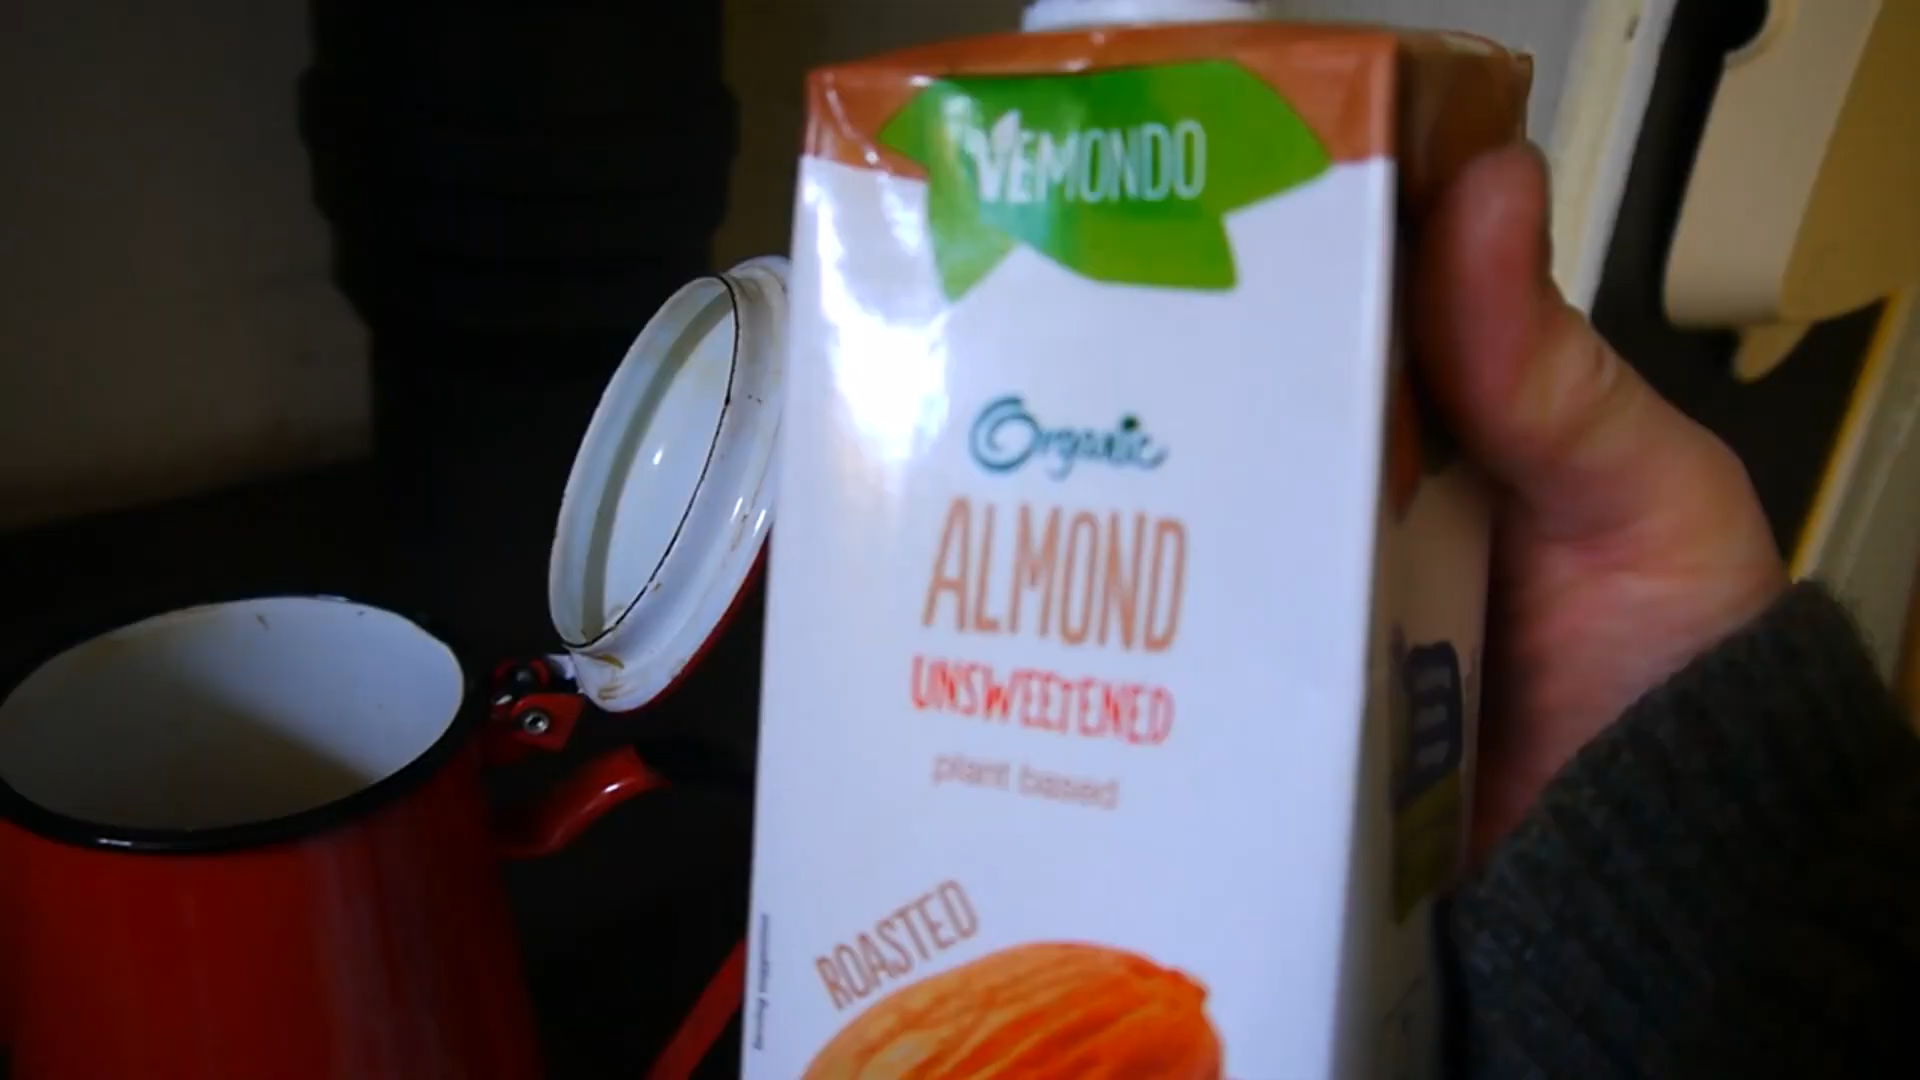 VEMONDO
Organic
ALMOND
UNSWEETENED
plant based
ROASTED